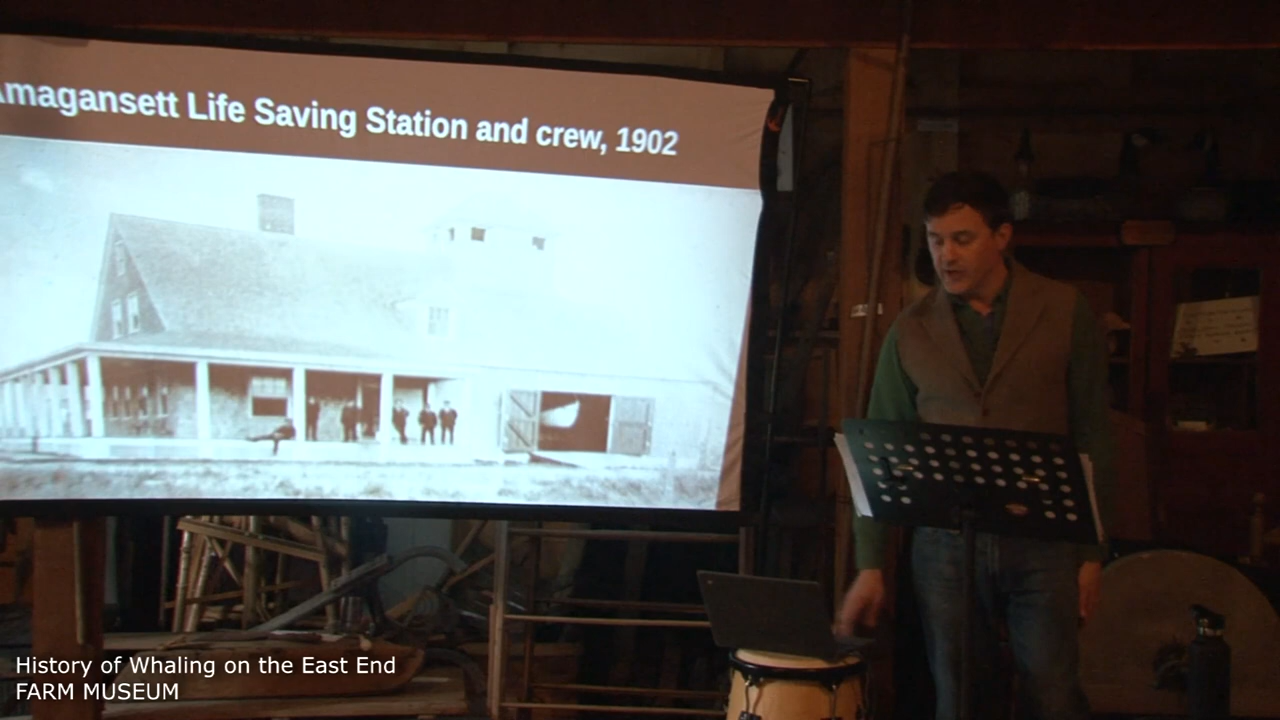 Amagansett Life Saving Station and crew, 1902
History of Whaling on the East End
FARM MUSEUM